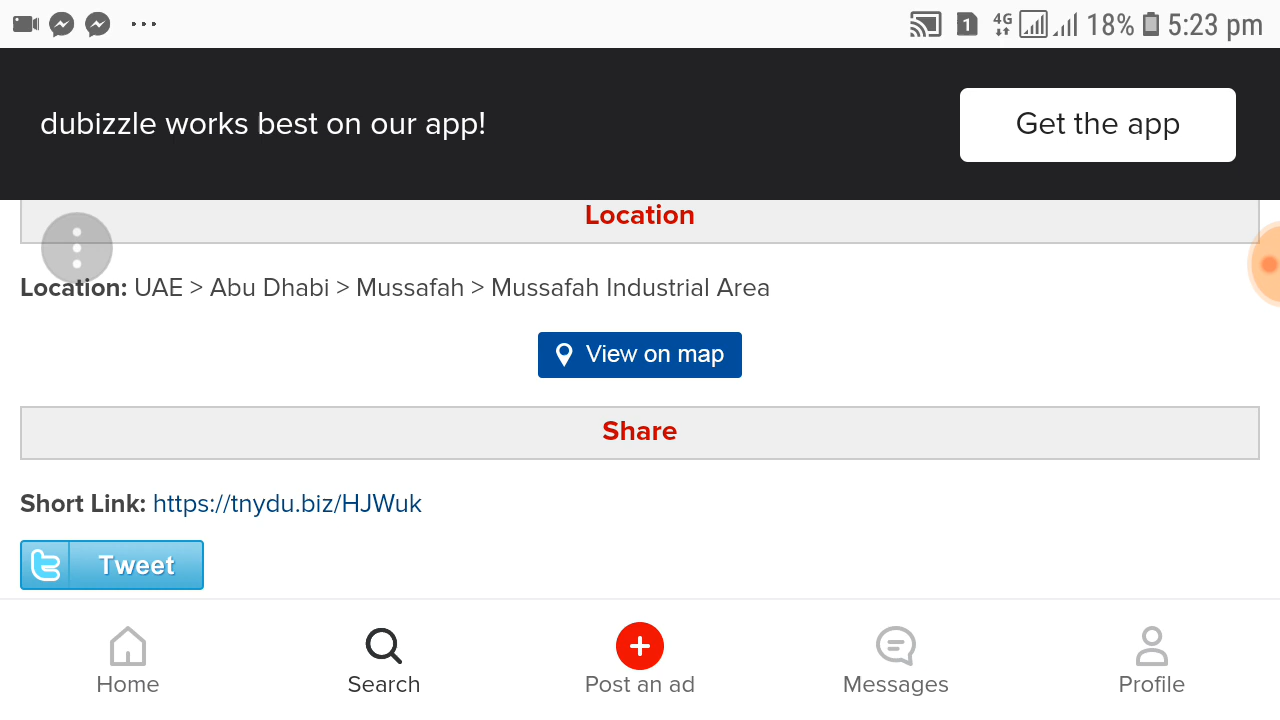 1 4G 18% 5:23 pm
dubizzle works best on our app! Get the app
Location
Location: UAE > Abu Dhabi > Mussafah > Mussafah Industrial Area
View on map
Share
Short Link: https://tnydu.biz/HJWuk
Tweet
Home Search Post an ad Messages Profile